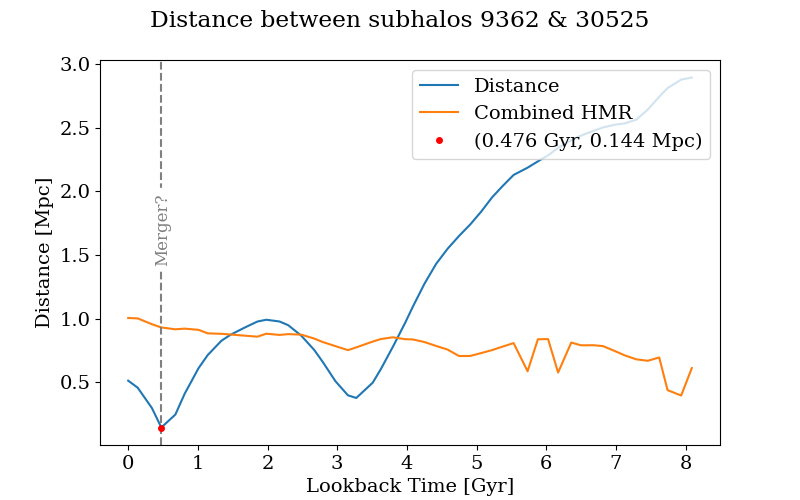 Distance between subhalos 9362 & 30525
Distance [Mpc]
3.0
2.5
2.0
1.5
1.0
0.5
Merger?
Distance
Combined HMR
(0.476 Gyr, 0.144 Mpc)
0 1 2 3 4 5 6 7 8
Lookback Time [Gyr]